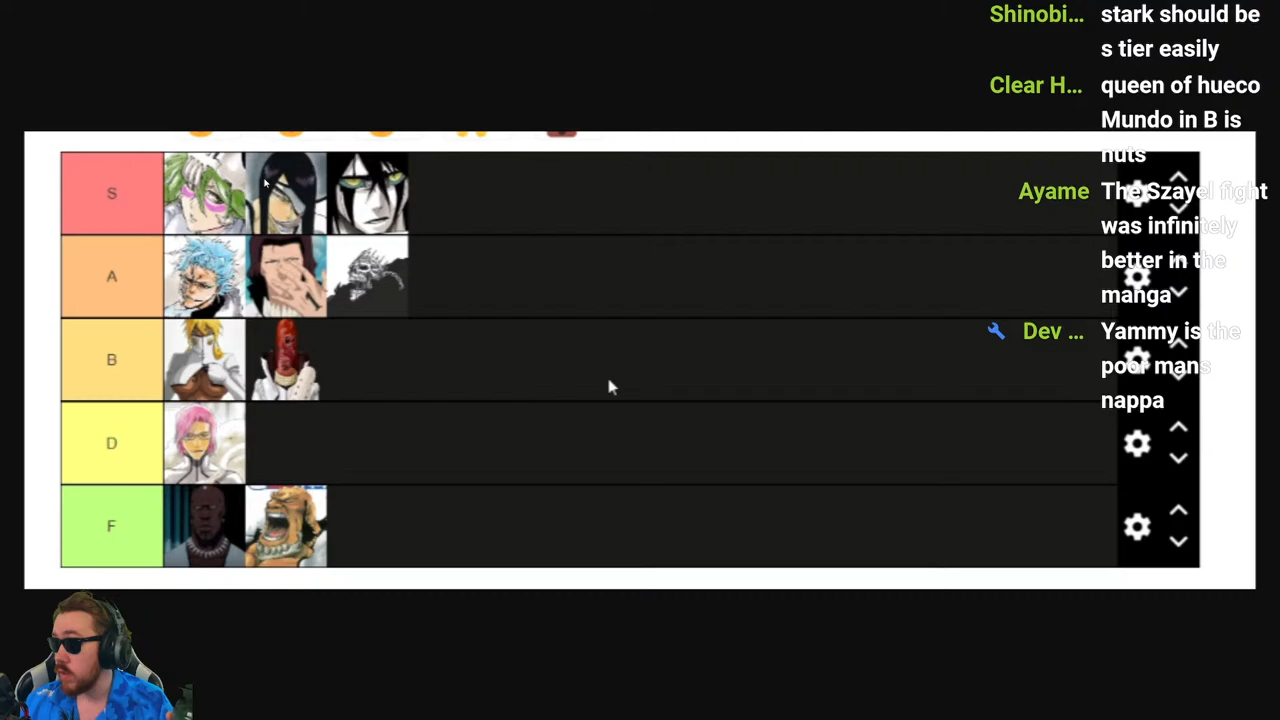 Shinobi… stark should be
s tier easily
Clear H… queen of hueco
Mundo in B is
nuts
Ayame The Szayel fight
was infinitely
better in the
manga
Dev ... Yammy is the
poor mans
nappa
S
A
B
D
F